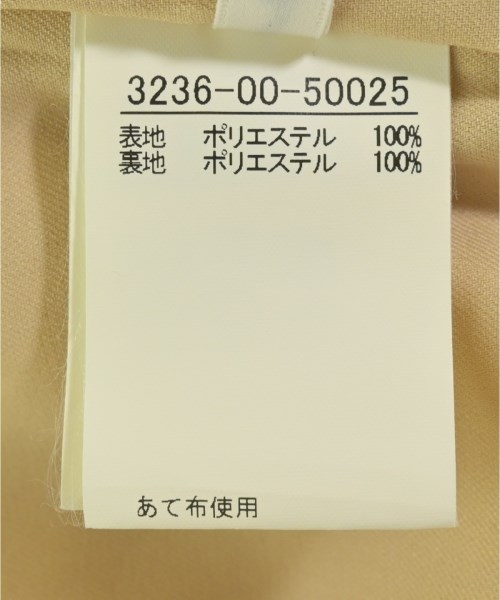 3236-00-50025
表地 ポリエステル 100%
裏地 ポリエステル 100%
あて布使用